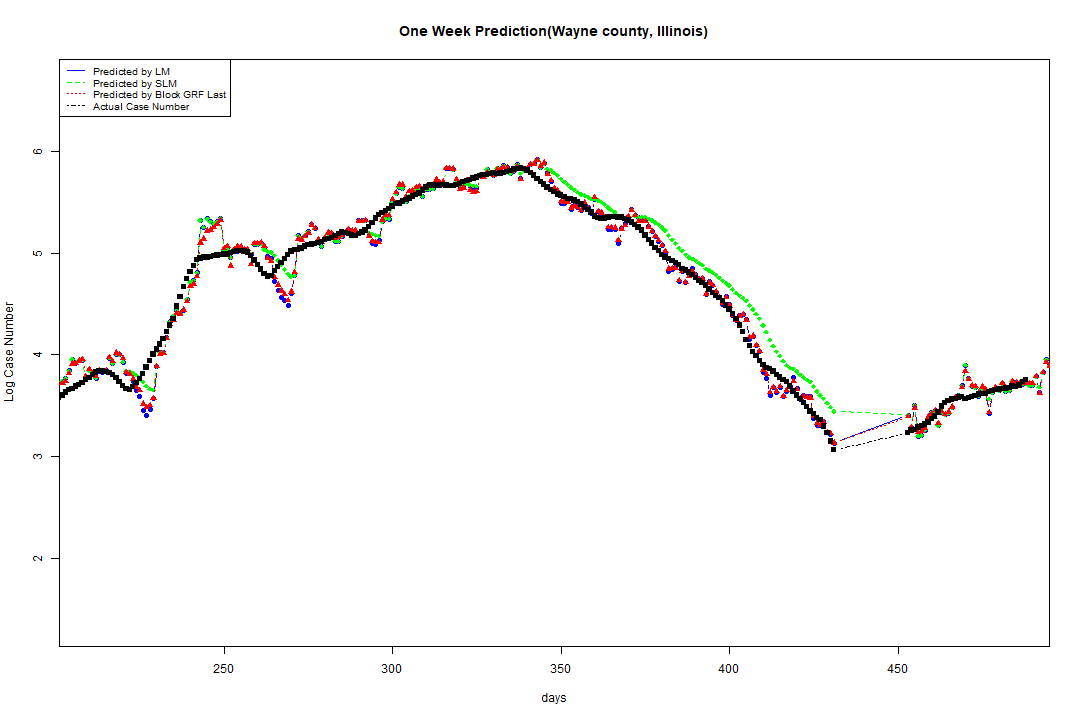 One Week Prediction(Wayne county, Illinois)
Predicted by LM
Predicted by SLM
Predicted by Block GRF Last
Actual Case Number
6
5
4
3
2
Log Case Number
250
300
350
400
450
days